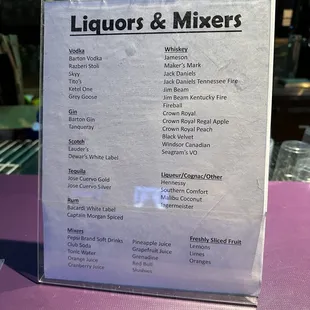 Liquors & Mixers
Vodka
Barton Vodka
Razberi Stoli
Skyy
Tito's
Ketel One
Grey Goose
Gin
Barton Gin
Tanquoray
Scotch
Lauder's
Dewar's White Label
Tequila
Jose Cuervo Gold
Jose Cuervo Silver
Rum
Bacardi White Label
Captain Morgan Spiced
Whiskey
Jameson
Maker's Mark
Jack Daniels
Jack Daniels Tennessee Fire
Jim Beam
Jim Beam Kentucky Fire
Fireball
Crown Royal
Crown Royal Regal Apple
Crown Royal Peach
Black Velvet
Windsor Canadian
Seagram's VO
Liqueur/Cognac/Other
Hennessy
Southern Comfort
Malibu Coconut
Jagermeister
Mixers
Pepsi Brand Soft Drinks
Club Soda
Tonic Water
Orange Juice
Cranberry Juice
Pineapple Juice
Grapefruit Juice
Grenadine
Red Bull
Freshly Sliced Fruit
Lemons
Limes
Oranges